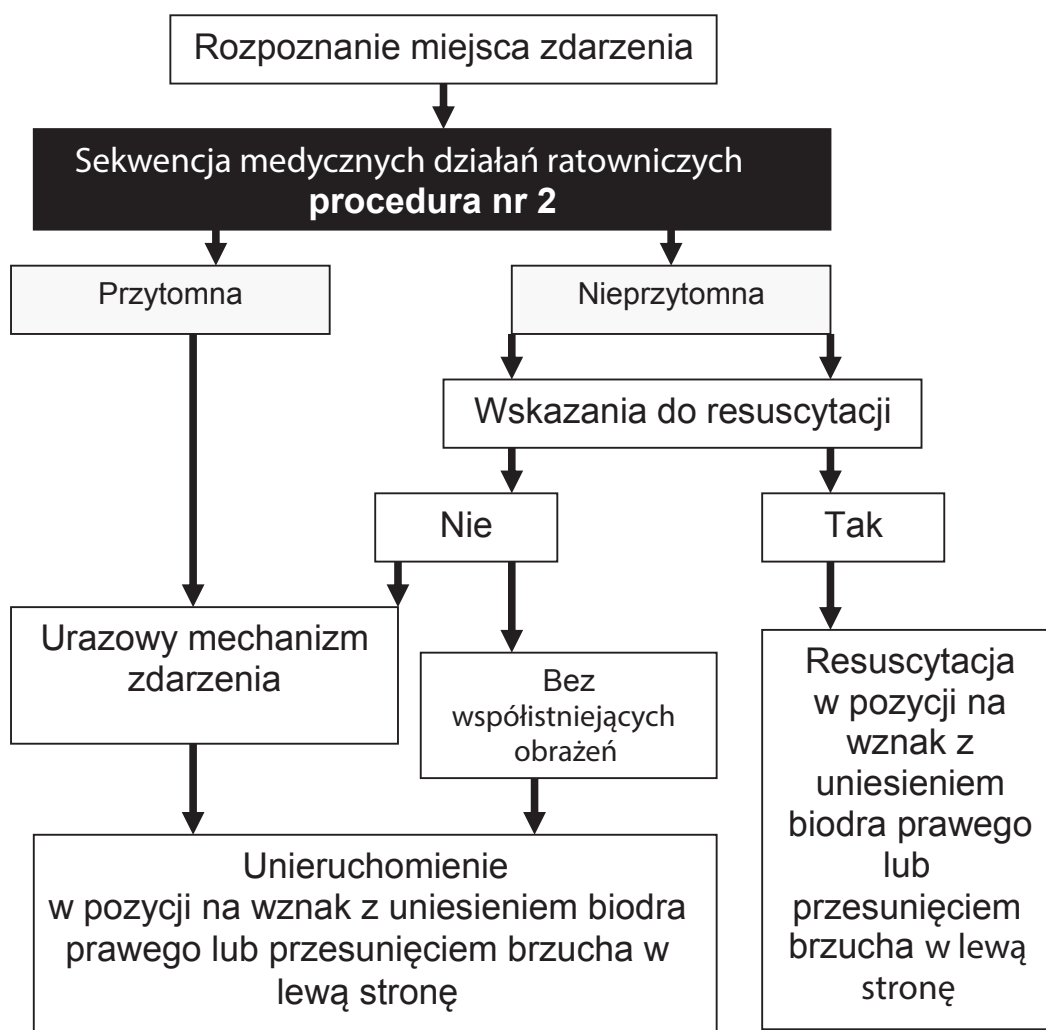 Rozpoznanie miejsca zdarzenia
Sekwencja medycznych działań ratowniczych
procedura nr 2
Przytomna
Nieprzytomna
Wskazania do resuscytacji
Nie
Tak
Urazowy mechanizm
zdarzenia
Bez
współistniejących
obrażeń
Resuscytacja
w pozycji na
wznak z
uniesieniem
biodra prawego
lub
przesunięciem
brzucha w lewą
stronę
Unieruchomienie
w pozycji na wznak z uniesieniem biodra
prawego lub przesunięciem brzucha w
lewą stronę